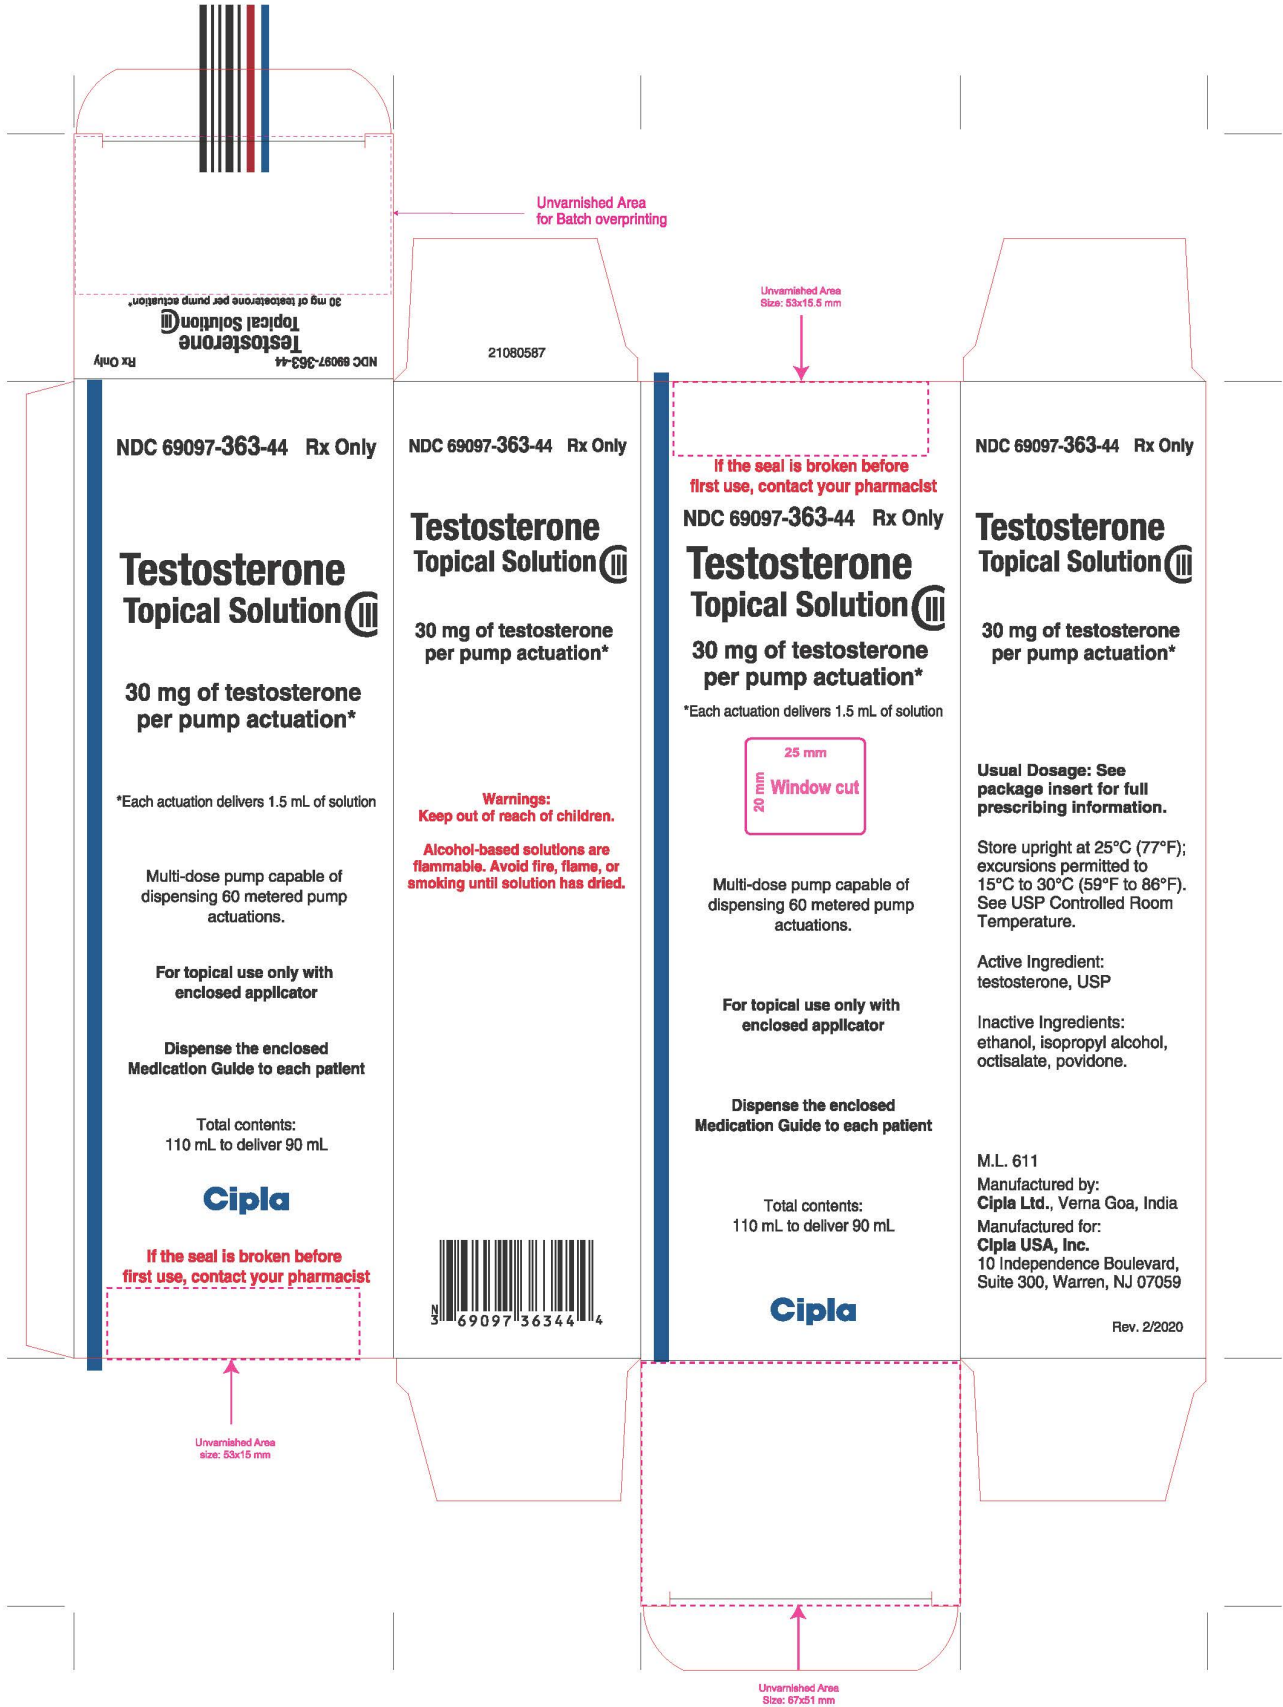 Unvarnished Area
for Batch overprinting
NDC 69097-363-44 Rx Only
Testosterone
Topical Solution CIII
30 mg of testosterone per pump actuation*
21080587
Unvarnished Area
Size: 53x15.5 mm
NDC 69097-363-44 Rx Only
Testosterone
Topical Solution CIII
30 mg of testosterone
per pump actuation*
*Each actuation delivers 1.5 mL of solution
Multi-dose pump capable of
dispensing 60 metered pump
actuations.
For topical use only with
enclosed applicator
Dispense the enclosed
Medication Guide to each patient
Total contents:
110 mL to deliver 90 mL
Cipla
If the seal is broken before
first use, contact your pharmacist
Unvarnished Area
size: 53x15 mm
NDC 69097-363-44 Rx Only
Testosterone
Topical Solution CIII
30 mg of testosterone
per pump actuation*
Warnings:
Keep out of reach of children.
Alcohol-based solutions are
flammable. Avoid fire, flame, or
smoking until solution has dried.
N
3 69097 36344 4
If the seal is broken before
first use, contact your pharmacist
NDC 69097-363-44 Rx Only
Testosterone
Topical Solution CIII
30 mg of testosterone
per pump actuation*
*Each actuation delivers 1.5 mL of solution
25 mm
20 mm
Window cut
Multi-dose pump capable of
dispensing 60 metered pump
actuations.
For topical use only with
enclosed applicator
Dispense the enclosed
Medication Guide to each patient
Total contents:
110 mL to deliver 90 mL
Cipla
Unvarnished Area
Size: 67x51 mm
NDC 69097-363-44 Rx Only
Testosterone
Topical Solution CIII
30 mg of testosterone
per pump actuation*
Usual Dosage: See
package insert for full
prescribing information.
Store upright at 25°C (77°F);
excursions permitted to
15°C to 30°C (59°F to 86°F).
See USP Controlled Room
Temperature.
Active Ingredient:
testosterone, USP
Inactive Ingredients:
ethanol, isopropyl alcohol,
octisalate, povidone.
M.L. 611
Manufactured by:
Cipla Ltd., Verna Goa, India
Manufactured for:
Cipla USA, Inc.
10 Independence Boulevard,
Suite 300, Warren, NJ 07059
Rev. 2/2020